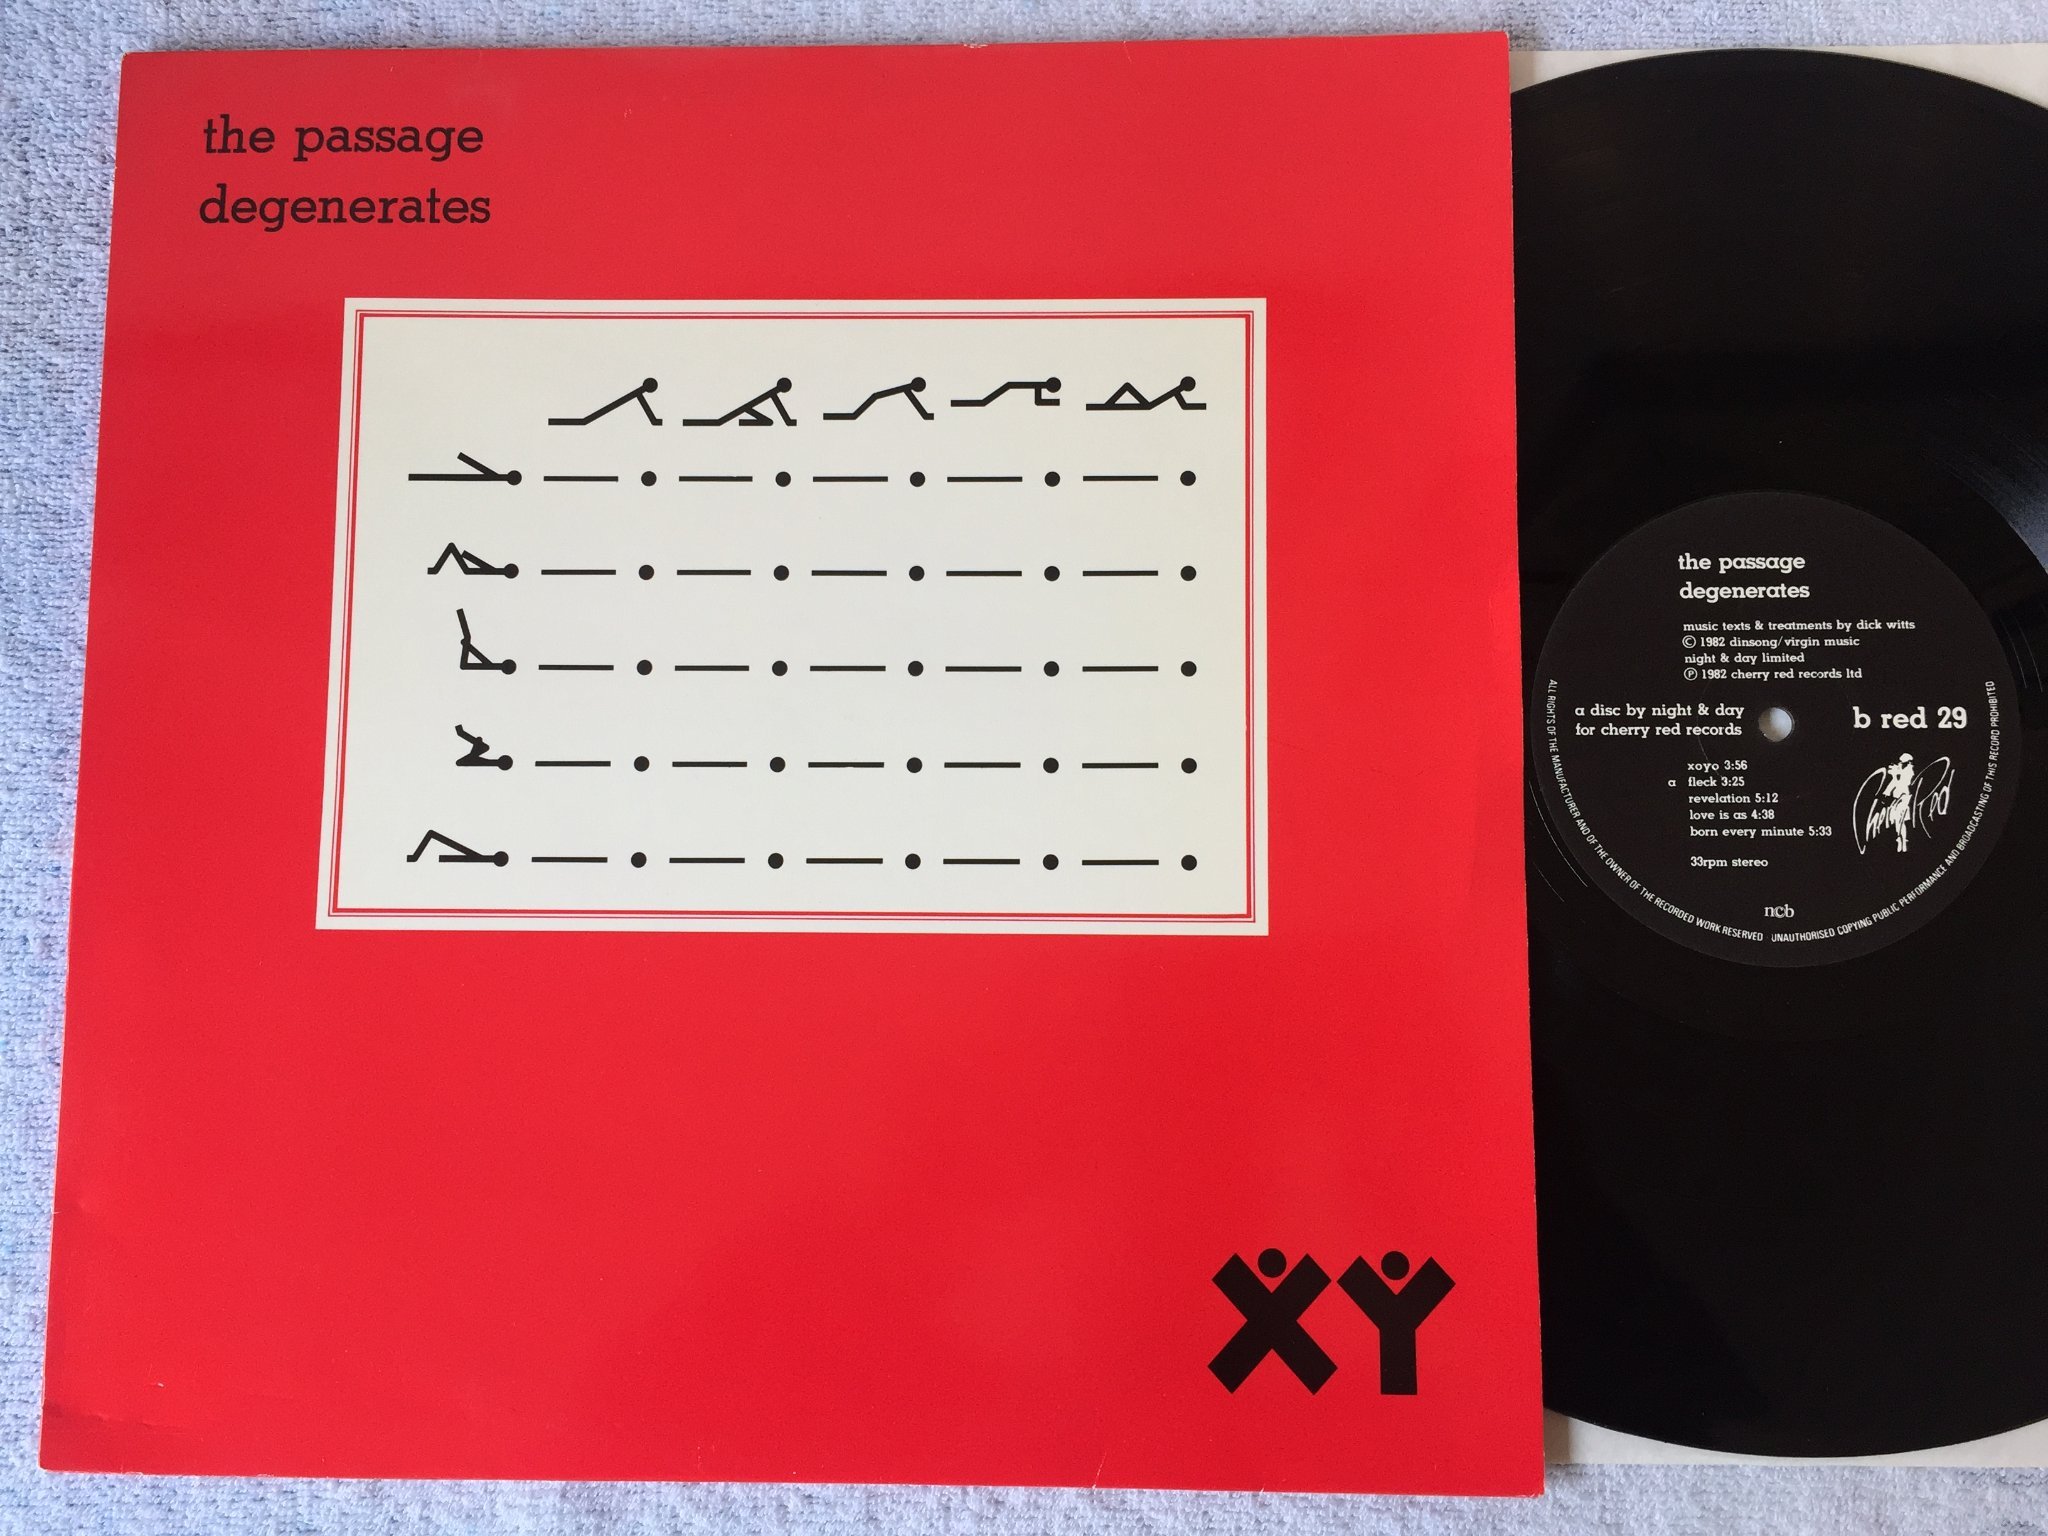 the passage
degenerates
XY
the passage
degenerates
music texts & treatments by dick witts
© 1982 dinsong/virgin music
night & day limited
℗ 1982 cherry red records ltd
a disc by night & day
for cherry red records
b red 29
xoyo 3:56
a fleck 3:25
revelation 5:12
love is as 4:38
born every minute 5:33
33rpm stereo
Cherry Red
ncb
ALL RIGHTS OF THE MANUFACTURER AND OF THE OWNER OF THE RECORDED WORK RESERVED UNAUTHORISED COPYING PUBLIC PERFORMANCE AND BROADCASTING OF THIS RECORD PROHIBITED